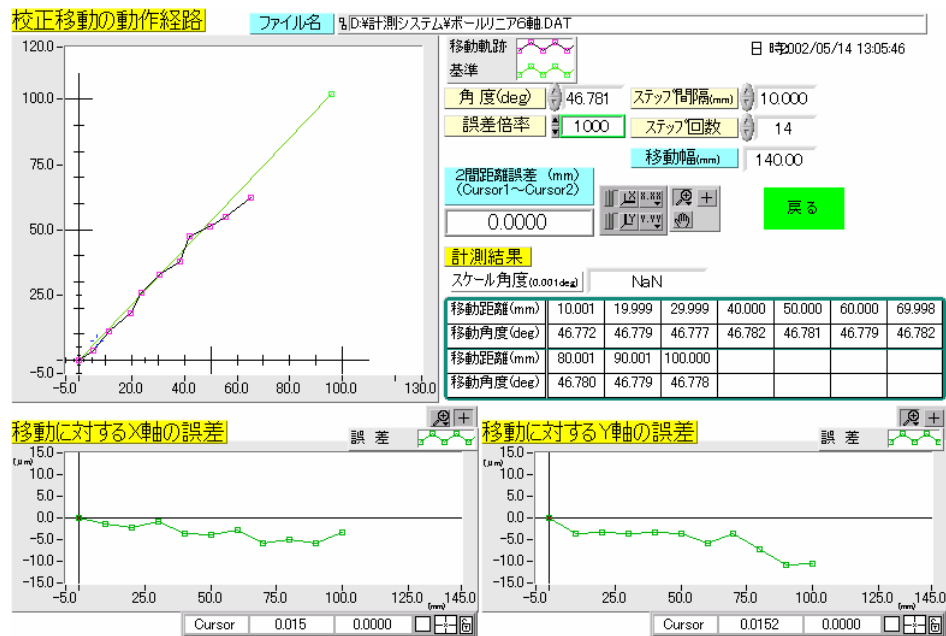 校正移動の動作経路
ファイル名 D:¥計測システム¥ボールリニア6軸.DAT
移動軌跡
基準
日 時 2002/05/14 13:05:46
角 度(deg) 46.781 ステップ間隔(mm) 10.000
誤差倍率 1000 ステップ回数 14
移動幅(mm) 140.00
2間距離誤差 (mm)
(Cursor1～Cursor2)
0.0000
X 8.88
Y Y.YY
戻る
計測結果
スケール角度(0.001deg) NaN
移動距離(mm) 10.001 19.999 29.999 40.000 50.000 60.000 69.998
移動角度(deg) 46.772 46.779 46.777 46.782 46.781 46.779 46.782
移動距離(mm) 80.001 90.001 100.000
移動角度(deg) 46.780 46.779 46.778
120.0
100.0
75.0
50.0
25.0
-5.0
-5.0 20.0 40.0 60.0 80.0 100.0 130.0
移動に対するX軸の誤差
誤 差
(μm)
15.0
10.0
5.0
0.0
-5.0
-10.0
-15.0
-5.0 25.0 50.0 75.0 100.0 125.0 145.0
(mm)
Cursor 0.015 0.0000
移動に対するY軸の誤差
誤 差
(μm)
15.0
10.0
5.0
0.0
-5.0
-10.0
-15.0
-5.0 25.0 50.0 75.0 100.0 125.0 145.0
(mm)
Cursor 0.0152 0.0000